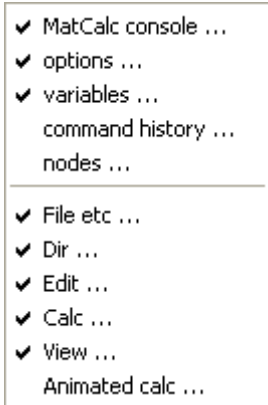 MatCalc console ...
options ...
variables ...
command history ...
nodes ...
File etc ...
Dir ...
Edit ...
Calc ...
View ...
Animated calc ...